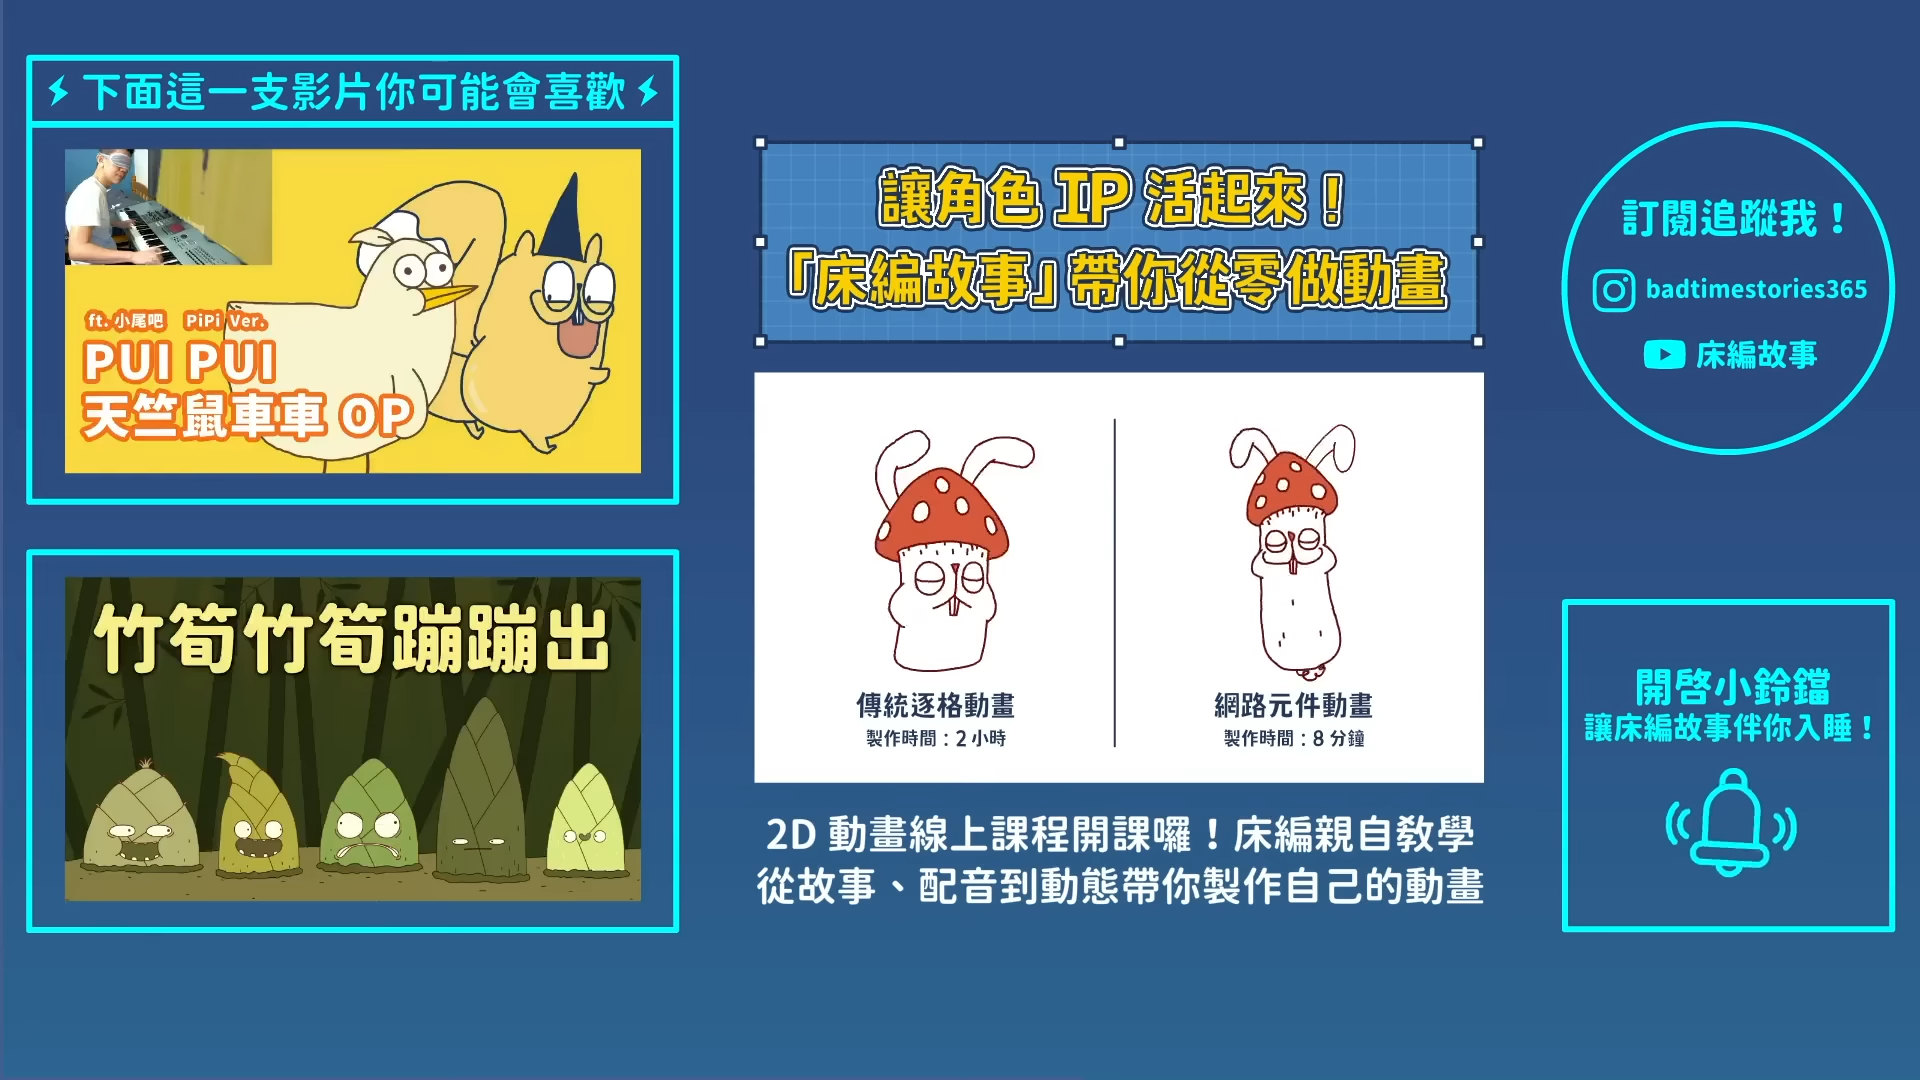 下面這一支影片你可能會喜歡
ft. 小尾吧 PiPi Ver.
PUI PUI
天竺鼠車車 OP
竹筍竹筍蹦蹦出
讓角色 IP 活起來！
「床編故事」帶你從零做動畫
傳統逐格動畫
製作時間：2 小時
網路元件動畫
製作時間：8 分鐘
2D 動畫線上課程開課囉！床編親自教學
從故事、配音到動態帶你製作自己的動畫
訂閱追蹤我！
badtimestories365
床編故事
開啓小鈴鐺
讓床編故事伴你入睡！